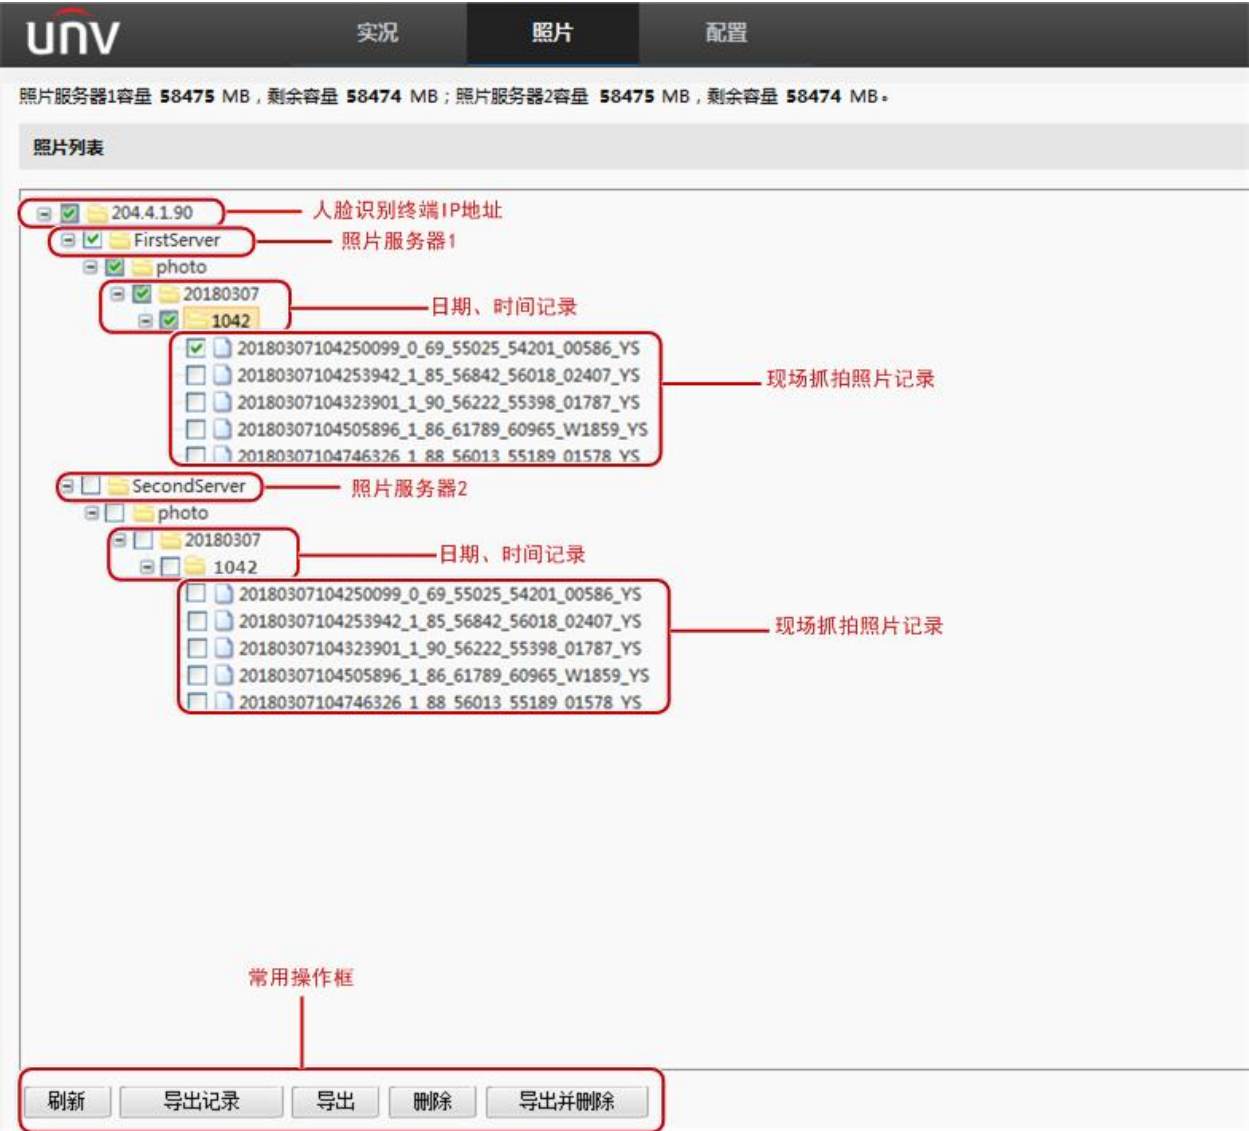 unv 实况 照片 配置
照片服务器1容量 58475 MB，剩余容量 58474 MB；照片服务器2容量 58475 MB，剩余容量 58474 MB。
照片列表
204.4.1.90 人脸识别终端IP地址
FirstServer 照片服务器1
photo
20180307
日期、时间记录
1042
20180307104250099_0_69_55025_54201_00586_YS
20180307104253942_1_85_56842_56018_02407_YS
现场抓拍照片记录
20180307104323901_1_90_56222_55398_01787_YS
20180307104505896_1_86_61789_60965_W1859_YS
20180307104746326_1_88_56013_55189_01578_YS
SecondServer 照片服务器2
photo
20180307
日期、时间记录
1042
20180307104250099_0_69_55025_54201_00586_YS
20180307104253942_1_85_56842_56018_02407_YS
现场抓拍照片记录
20180307104323901_1_90_56222_55398_01787_YS
20180307104505896_1_86_61789_60965_W1859_YS
20180307104746326_1_88_56013_55189_01578_YS
常用操作框
刷新 导出记录 导出 删除 导出并删除